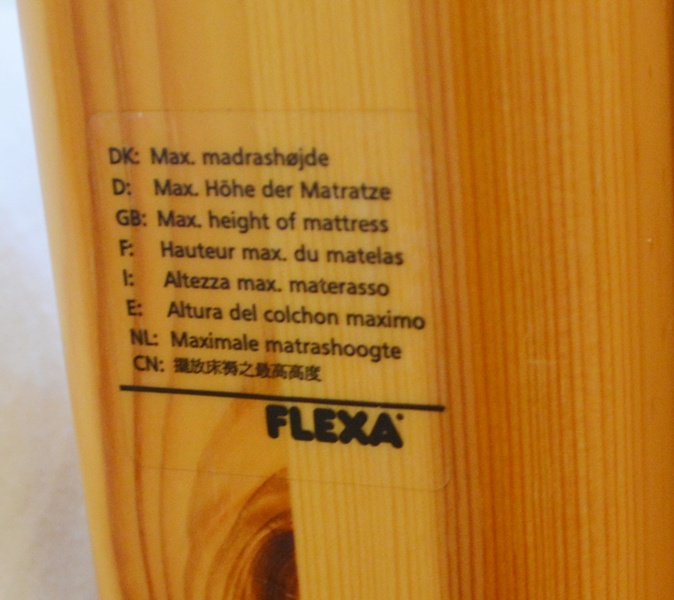 DK: Max. madrashøjde
D: Max. Höhe der Matratze
GB: Max. height of mattress
F: Hauteur max. du matelas
I: Altezza max. materasso
E: Altura del colchon maximo
NL: Maximale matrashoogte
CN: 擺放床褥之最高高度
FLEXA